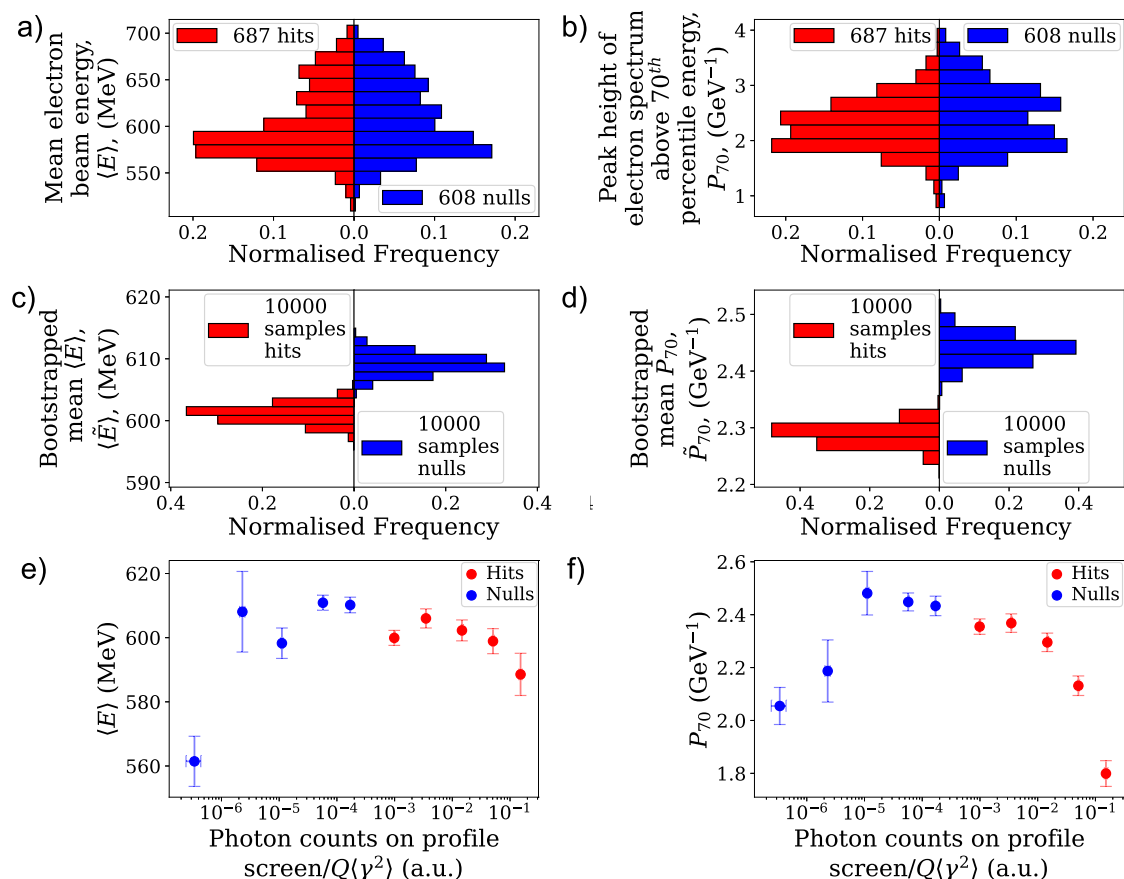 a)
Mean electron
beam energy,
⟨E⟩, (MeV)
700
650
600
550
687 hits
608 nulls
0.2
0.1
0.0
0.1
0.2
Normalised Frequency
b)
Peak height of
electron spectrum
above 70th
percentile energy,
P70, (GeV−1)
4
3
2
1
687 hits
608 nulls
0.2
0.1
0.0
0.1
0.2
Normalised Frequency
c)
Bootstrapped
mean ⟨E⟩,
⟨Ẽ⟩, (MeV)
620
610
600
590
10000
samples
hits
10000
samples
nulls
0.4
0.2
0.0
0.2
0.4
Normalised Frequency
4
d)
Bootstrapped
mean P70,
P̃70, (GeV−1)
2.5
2.4
2.3
2.2
10000
samples
hits
10000
samples
nulls
0.4
0.2
0.0
0.2
0.4
Normalised Frequency
e)
⟨E⟩ (MeV)
620
600
580
560
Hits
Nulls
10−6
10−5
10−4
10−3
10−2
10−1
Photon counts on profile
screen/Q⟨γ2⟩ (a.u.)
f)
P70 (GeV−1)
2.6
2.4
2.2
2.0
1.8
Hits
Nulls
10−6
10−5
10−4
10−3
10−2
10−1
Photon counts on profile
screen/Q⟨γ2⟩ (a.u.)